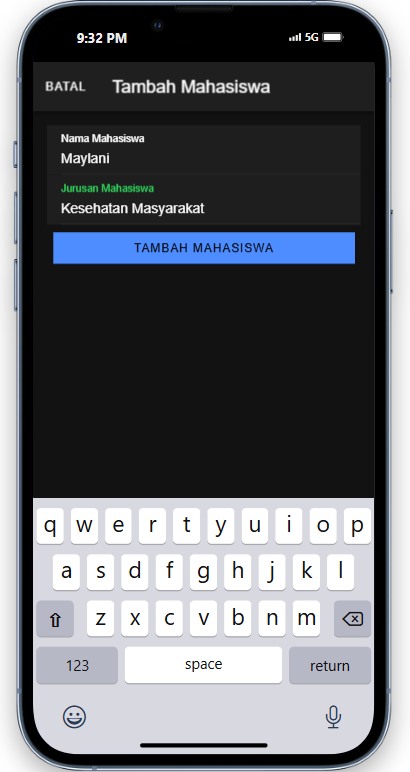 9:32 PM 5G
BATAL Tambah Mahasiswa
Nama Mahasiswa
Maylani
Jurusan Mahasiswa
Kesehatan Masyarakat
TAMBAH MAHASISWA
q w e r t y u i o p
a s d f g h j k l
z x c v b n m
123 space return